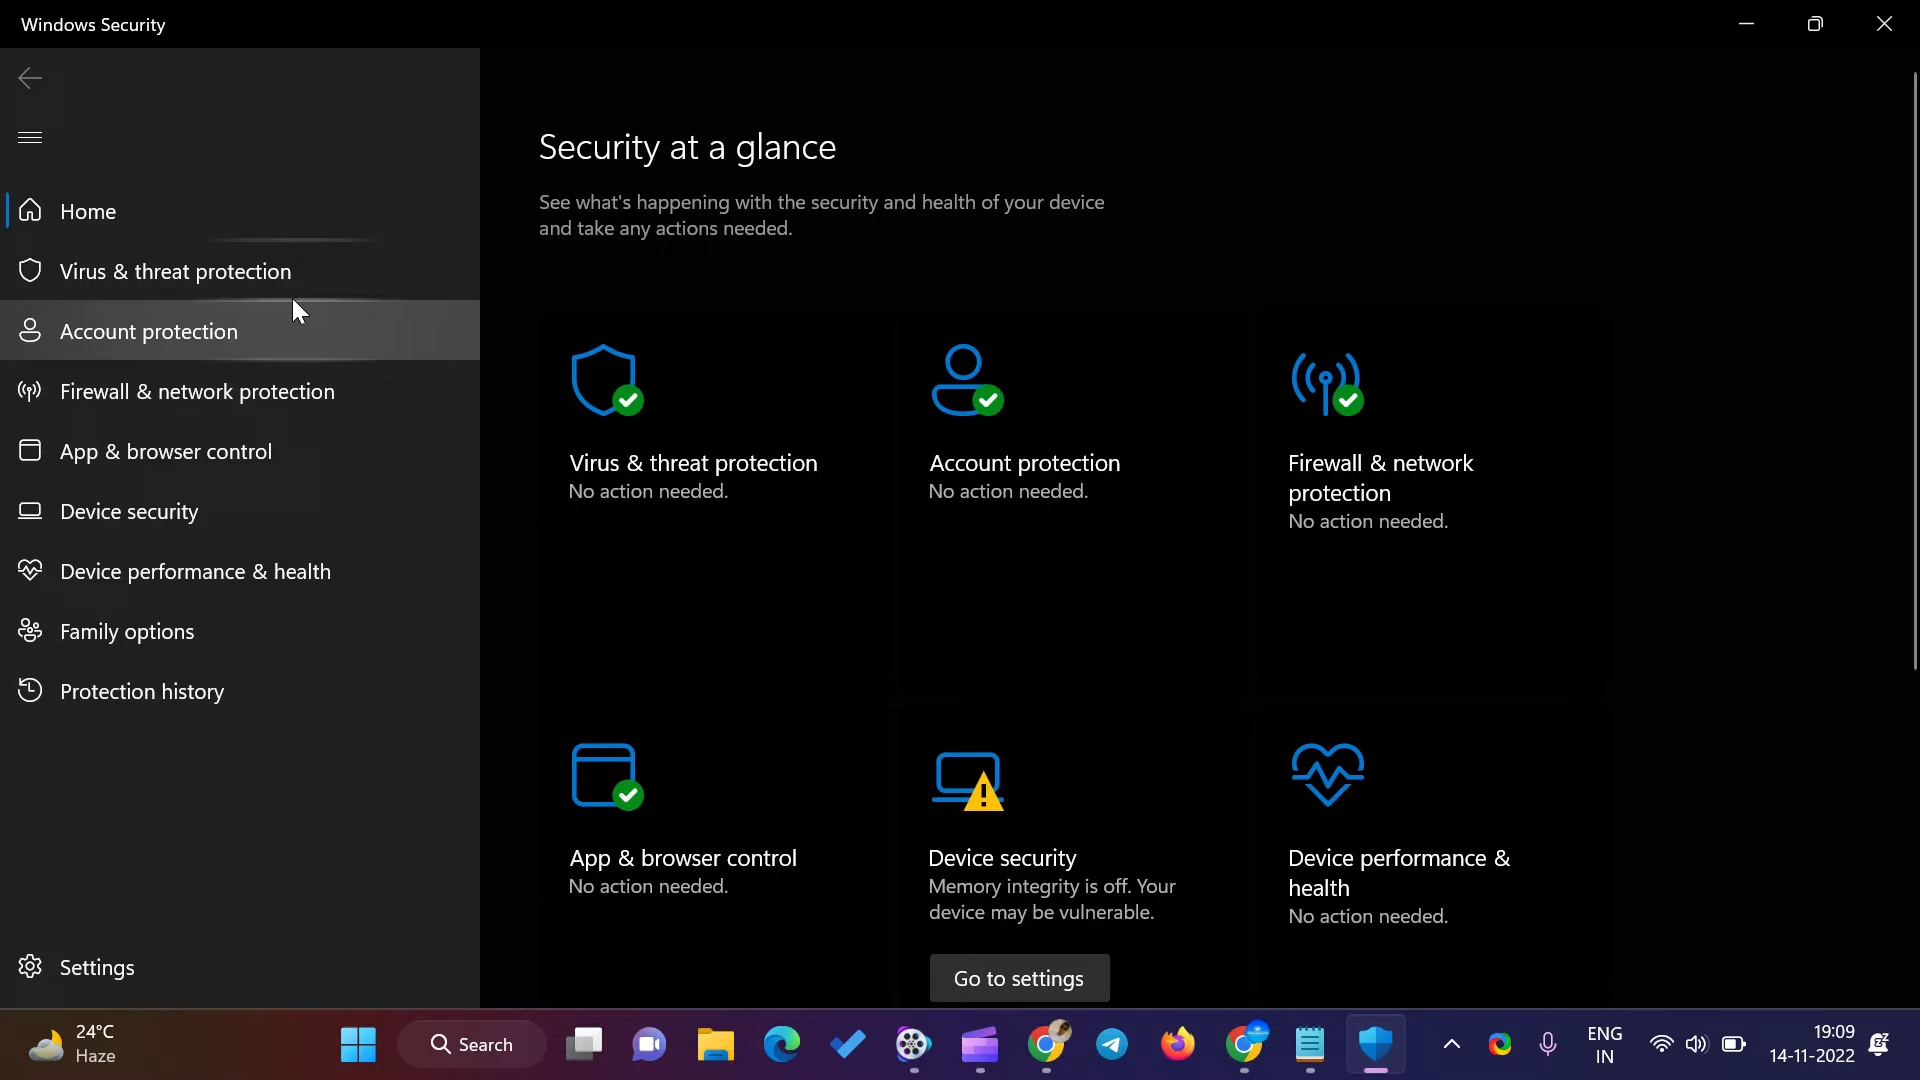 Windows Security
Home
Virus & threat protection
Account protection
Firewall & network protection
App & browser control
Device security
Device performance & health
Family options
Protection history
Settings
Security at a glance
See what's happening with the security and health of your device
and take any actions needed.
Virus & threat protection
No action needed.
Account protection
No action needed.
Firewall & network
protection
No action needed.
App & browser control
No action needed.
Device security
Memory integrity is off. Your
device may be vulnerable.
Go to settings
Device performance &
health
No action needed.
24°C
Haze
Search
ENG
IN
19:09
14-11-2022